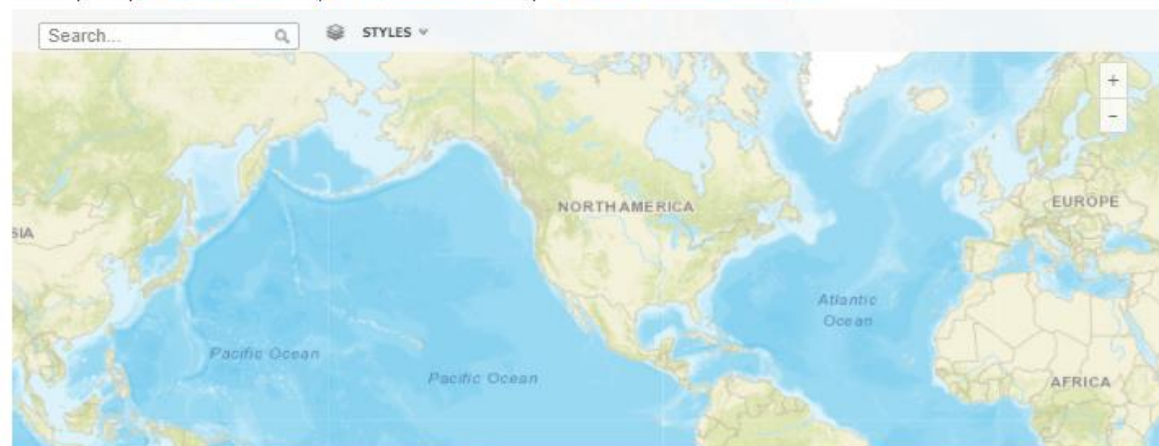 Search...
STYLES
+
−
NORTH AMERICA
EUROPE
SIA
Atlantic
Ocean
Pacific Ocean
Pacific Ocean
AFRICA